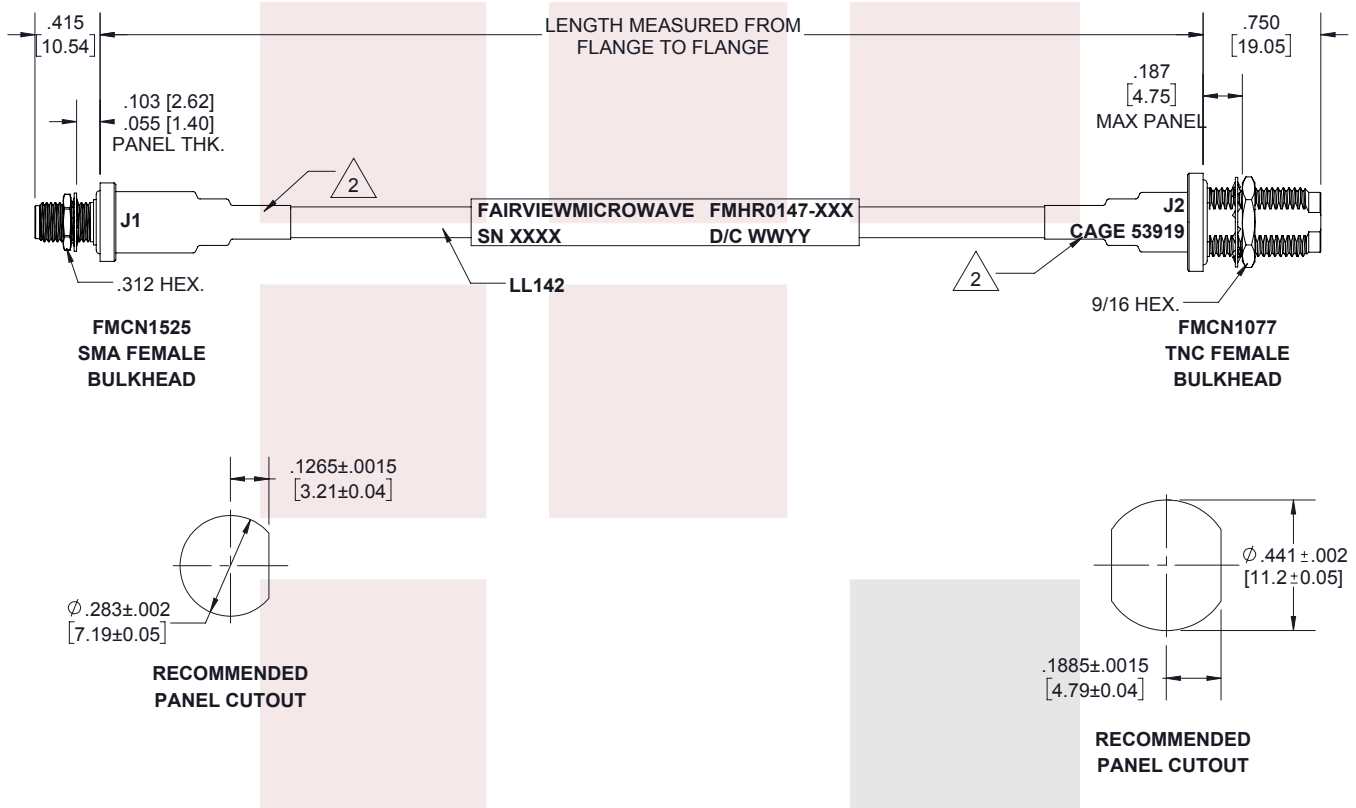 .415
[10.54]
LENGTH MEASURED FROM
FLANGE TO FLANGE
.750
[19.05]
.103 [2.62]
.055 [1.40]
PANEL THK.
.187
[4.75]
MAX PANEL
2
J1
FAIRVIEWMICROWAVE FMHR0147-XXX
SN XXXX D/C WWYY
J2
CAGE 53919
2
.312 HEX.
LL142
9/16 HEX.
FMCN1525
SMA FEMALE
BULKHEAD
FMCN1077
TNC FEMALE
BULKHEAD
.1265±.0015
[3.21±0.04]
Ø.283±.002
[7.19±0.05]
RECOMMENDED
PANEL CUTOUT
Ø.441±.002
[11.2±0.05]
.1885±.0015
[4.79±0.04]
RECOMMENDED
PANEL CUTOUT